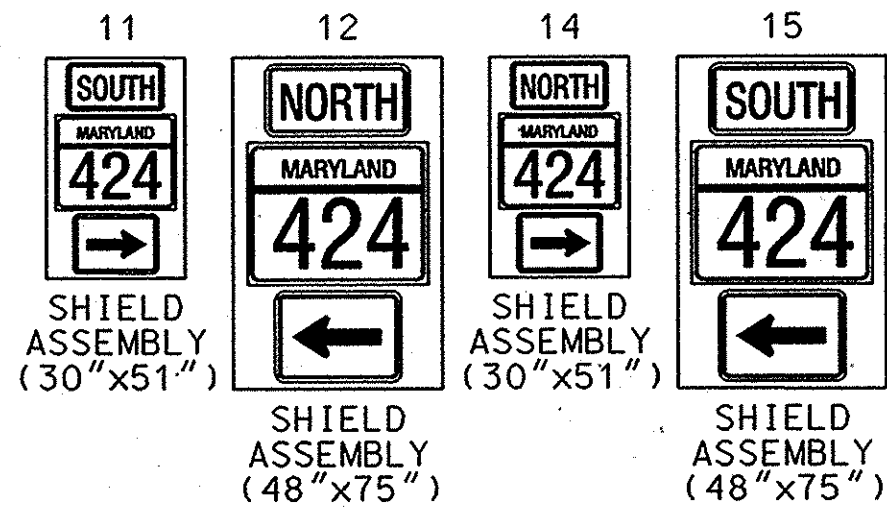 11
SOUTH
MARYLAND
424
SHIELD
ASSEMBLY
(30"x51")
12
NORTH
MARYLAND
424
SHIELD
ASSEMBLY
(48"x75")
14
NORTH
MARYLAND
424
SHIELD
ASSEMBLY
(30"x51")
15
SOUTH
MARYLAND
424
SHIELD
ASSEMBLY
(48"x75")